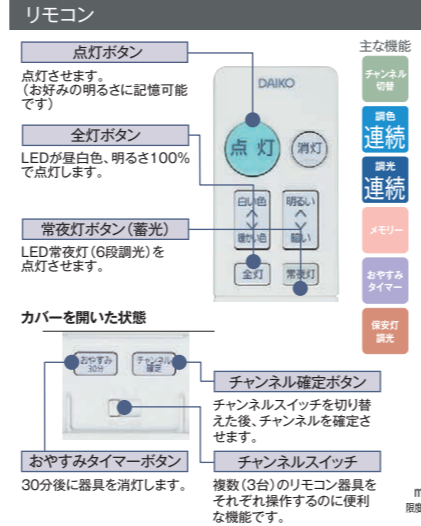 リモコン
点灯ボタン
点灯させます。
（お好みの明るさに記憶可能
です）
全灯ボタン
LEDが昼白色、明るさ100%
で点灯します。
常夜灯ボタン（蓄光）
LED常夜灯（6段調光）を
点灯させます。
DAIKO
点灯
消灯
白い色
暖かい色
明るい
暗い
全灯
常夜灯
主な機能
チャンネル
切替
調色
連続
調光
連続
メモリー
おやすみ
タイマー
保安灯
調光
カバーを開いた状態
おやすみ
30分
チャンネル
確定
チャンネル確定ボタン
チャンネルスイッチを切り替
えた後、チャンネルを確定さ
せます。
おやすみタイマーボタン
30分後に器具を消灯します。
チャンネルスイッチ
複数（3台）のリモコン器具を
それぞれ操作するのに便利
な機能です。
限度